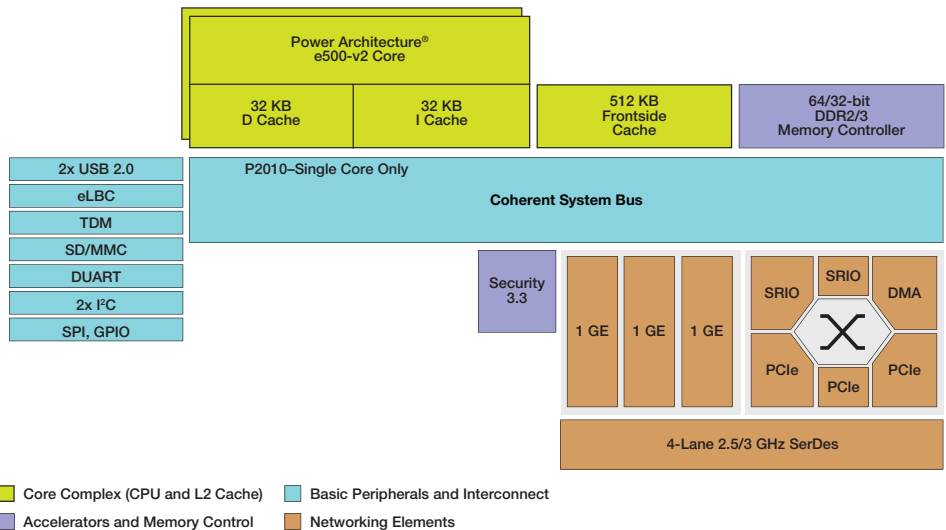 Power Architecture®
e500-v2 Core
32 KB
D Cache
32 KB
I Cache
512 KB
Frontside
Cache
64/32-bit
DDR2/3
Memory Controller
2x USB 2.0
eLBC
TDM
SD/MMC
DUART
2x I²C
SPI, GPIO
P2010–Single Core Only
Coherent System Bus
Security
3.3
1 GE
1 GE
1 GE
SRIO
SRIO
DMA
PCIe
PCIe
PCIe
4-Lane 2.5/3 GHz SerDes
Core Complex (CPU and L2 Cache)
Basic Peripherals and Interconnect
Accelerators and Memory Control
Networking Elements